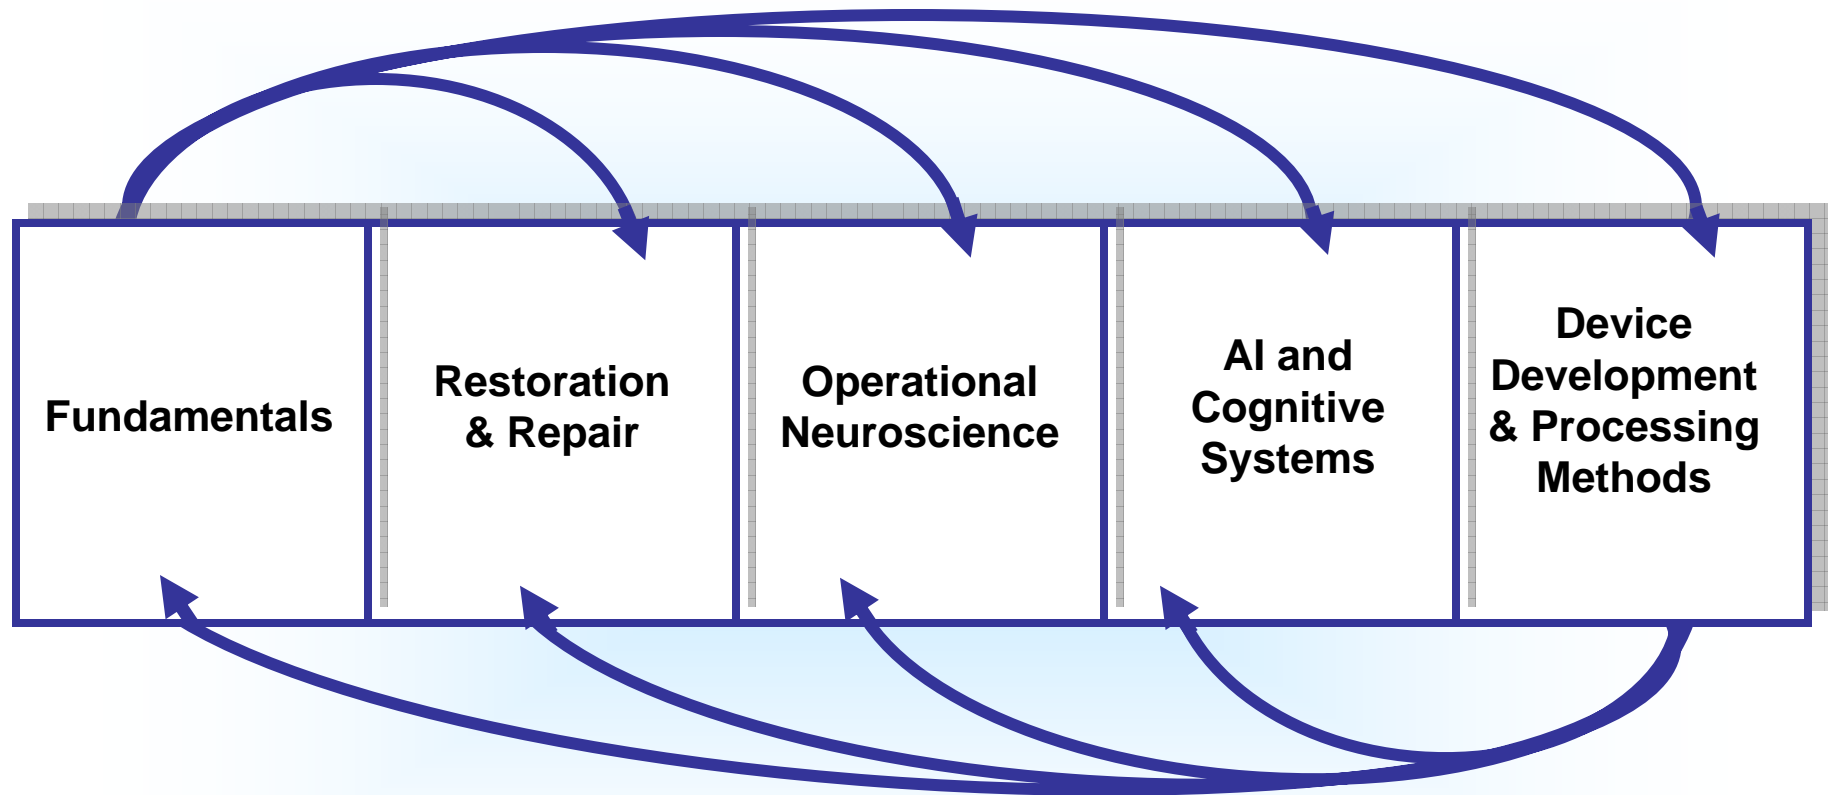 Fundamentals
Restoration
& Repair
Operational
Neuroscience
AI and
Cognitive
Systems
Device
Development
& Processing
Methods